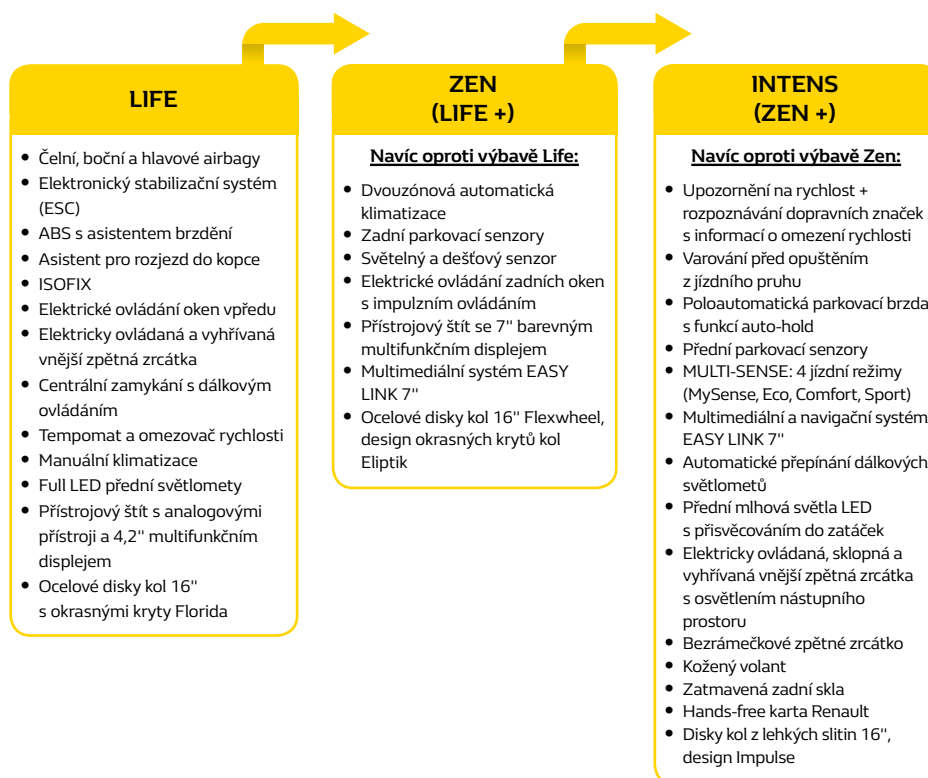 LIFE
• Čelní, boční a hlavové airbagy
• Elektronický stabilizační systém
(ESC)
• ABS s asistentem brzdění
• Asistent pro rozjezd do kopce
• ISOFIX
• Elektrické ovládání oken vpředu
• Elektricky ovládaná a vyhřívaná
vnější zpětná zrcátka
• Centrální zamykání s dálkovým
ovládáním
• Tempomat a omezovač rychlosti
• Manuální klimatizace
• Full LED přední světlomety
• Přístrojový štít s analogovými
přístroji a 4,2" multifunkčním
displejem
• Ocelové disky kol 16"
s okrasnými kryty Florida
ZEN
(LIFE +)
Navíc oproti výbavě Life:
• Dvouzónová automatická
klimatizace
• Zadní parkovací senzory
• Světelný a dešťový senzor
• Elektrické ovládání zadních oken
s impulzním ovládáním
• Přístrojový štít se 7" barevným
multifunkčním displejem
• Multimediální systém EASY
LINK 7"
• Ocelové disky kol 16" Flexwheel,
design okrasných krytů kol
Eliptik
INTENS
(ZEN +)
Navíc oproti výbavě Zen:
• Upozornění na rychlost +
rozpoznávání dopravních značek
s informací o omezení rychlosti
• Varování před opuštěním
z jízdního pruhu
• Poloautomatická parkovací brzda
s funkcí auto-hold
• Přední parkovací senzory
• MULTI-SENSE: 4 jízdní režimy
(MySense, Eco, Comfort, Sport)
• Multimediální a navigační systém
EASY LINK 7"
• Automatické přepínání dálkových
světlometů
• Přední mlhová světla LED
s přisvěcováním do zatáček
• Elektricky ovládaná, sklopná a
vyhřívaná vnější zpětná zrcátka
s osvětlením nástupního
prostoru
• Bezrámečkové zpětné zrcátko
• Kožený volant
• Zatmavená zadní skla
• Hands-free karta Renault
• Disky kol z lehkých slitin 16",
design Impulse